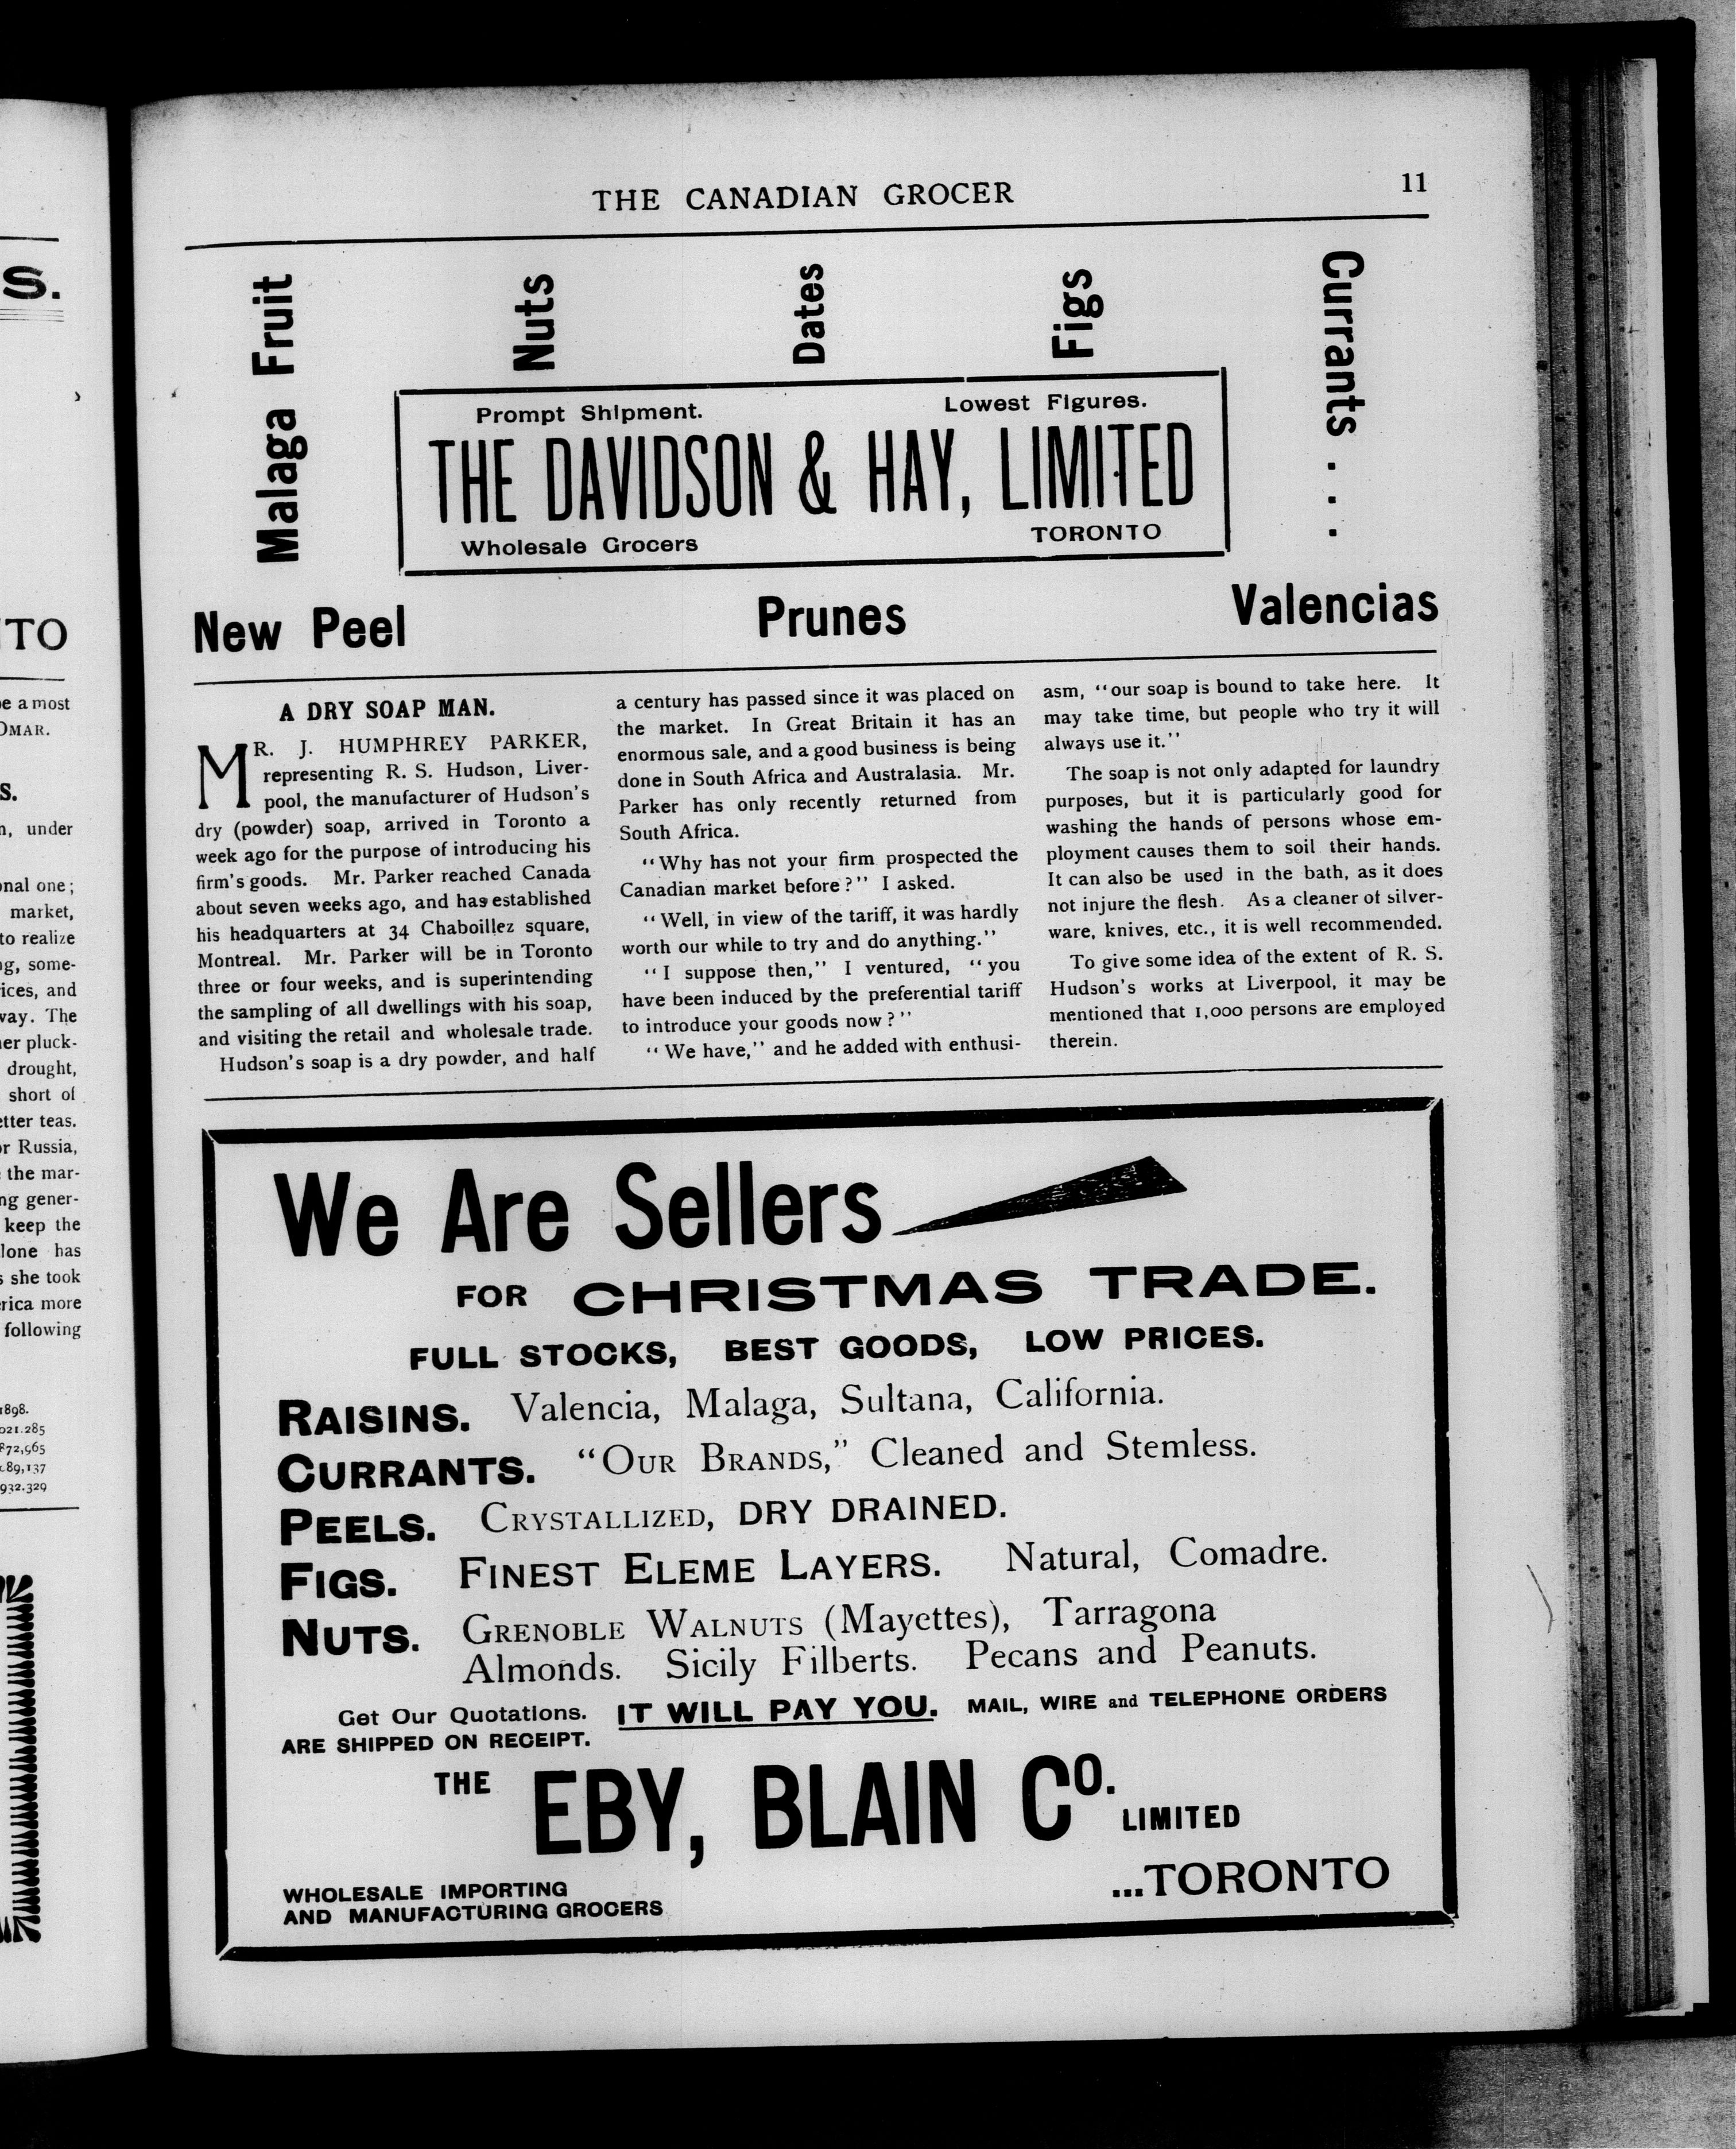 THE CANADIAN GROCER
11
Malaga Fruit
Nuts
Dates
Figs
Currants . . .
Prompt Shipment.
Lowest Figures.
THE DAVIDSON & HAY, LIMITED
Wholesale Grocers
TORONTO
New Peel
Prunes
Valencias
A DRY SOAP MAN.
MR. J. HUMPHREY PARKER,
representing R. S. Hudson, Liver-
pool, the manufacturer of Hudson's
dry (powder) soap, arrived in Toronto a
week ago for the purpose of introducing his
firm's goods. Mr. Parker reached Canada
about seven weeks ago, and has established
his headquarters at 34 Chaboillez square,
Montreal. Mr. Parker will be in Toronto
three or four weeks, and is superintending
the sampling of all dwellings with his soap,
and visiting the retail and wholesale trade.
Hudson's soap is a dry powder, and half
a century has passed since it was placed on
the market. In Great Britain it has an
enormous sale, and a good business is being
done in South Africa and Australasia. Mr.
Parker has only recently returned from
South Africa.
"Why has not your firm prospected the
Canadian market before?" I asked.
"Well, in view of the tariff, it was hardly
worth our while to try and do anything."
"I suppose then," I ventured, "you
have been induced by the preferential tariff
to introduce your goods now?"
"We have," and he added with enthusi-
asm, "our soap is bound to take here. It
may take time, but people who try it will
always use it."
The soap is not only adapted for laundry
purposes, but it is particularly good for
washing the hands of persons whose em-
ployment causes them to soil their hands.
It can also be used in the bath, as it does
not injure the flesh. As a cleaner of silver-
ware, knives, etc., it is well recommended.
To give some idea of the extent of R. S.
Hudson's works at Liverpool, it may be
mentioned that 1,000 persons are employed
therein.
We Are Sellers
FOR CHRISTMAS TRADE.
FULL STOCKS, BEST GOODS, LOW PRICES.
RAISINS. Valencia, Malaga, Sultana, California.
CURRANTS. "OUR BRANDS," Cleaned and Stemless.
PEELS. CRYSTALLIZED, DRY DRAINED.
FIGS. FINEST ELEME LAYERS. Natural, Comadre.
NUTS. GRENOBLE WALNUTS (Mayettes), Tarragona
Almonds. Sicily Filberts. Pecans and Peanuts.
Get Our Quotations. IT WILL PAY YOU. MAIL, WIRE and TELEPHONE ORDERS
ARE SHIPPED ON RECEIPT.
THE EBY, BLAIN CO. LIMITED
WHOLESALE IMPORTING
AND MANUFACTURING GROCERS
...TORONTO